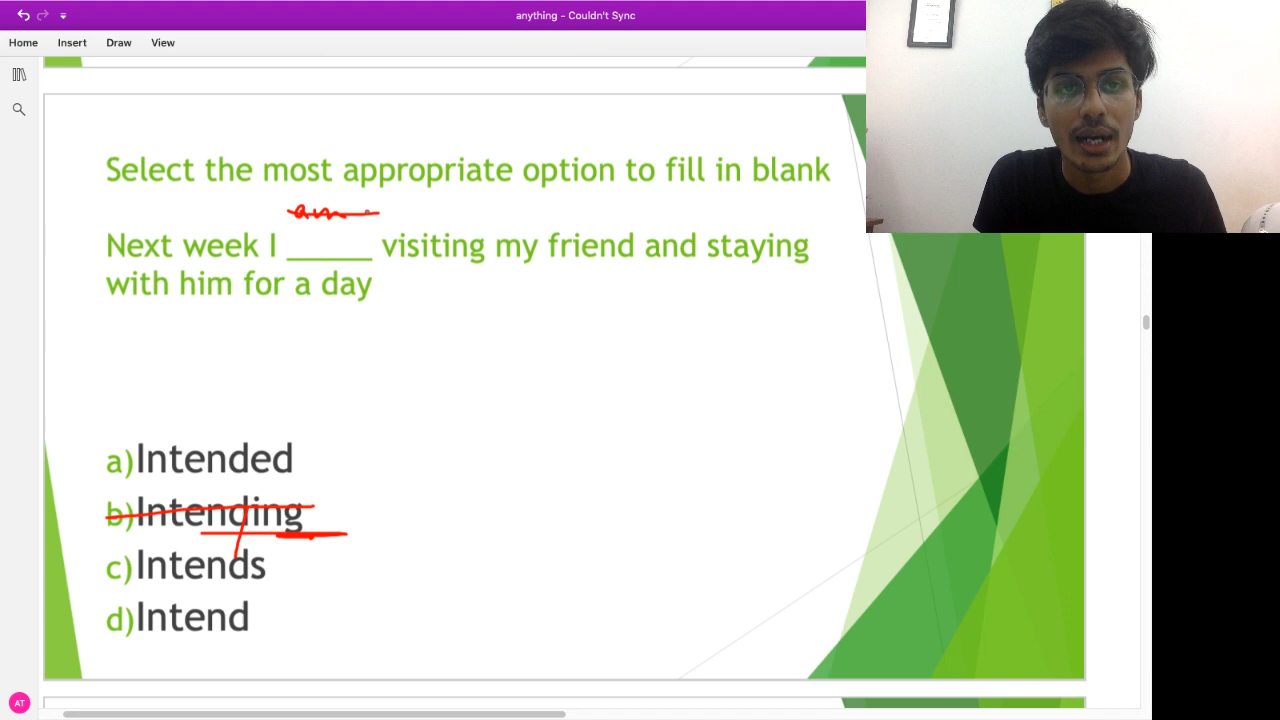 anything - Couldn't Sync
Home Insert Draw View
Select the most appropriate option to fill in blank
am
Next week I _____ visiting my friend and staying
with him for a day
a)Intended
b)Intending
c)Intends
d)Intend
AT